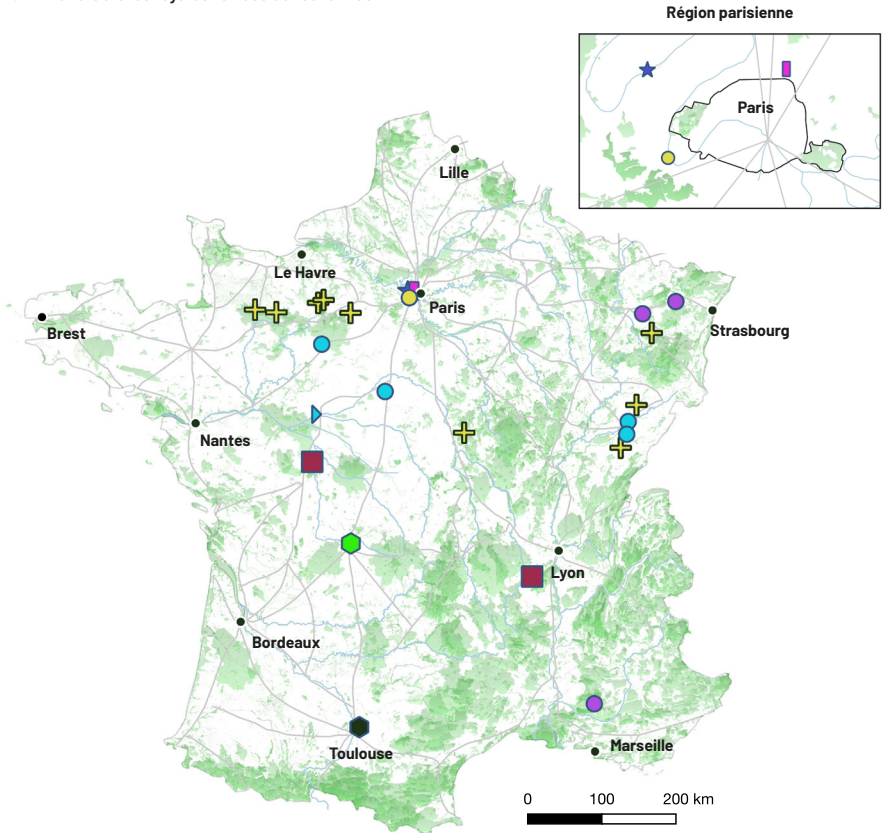 Région parisienne
Paris
Lille
Le Havre
Paris
Brest
Strasbourg
Nantes
Lyon
Bordeaux
Marseille
Toulouse
0 100 200 km